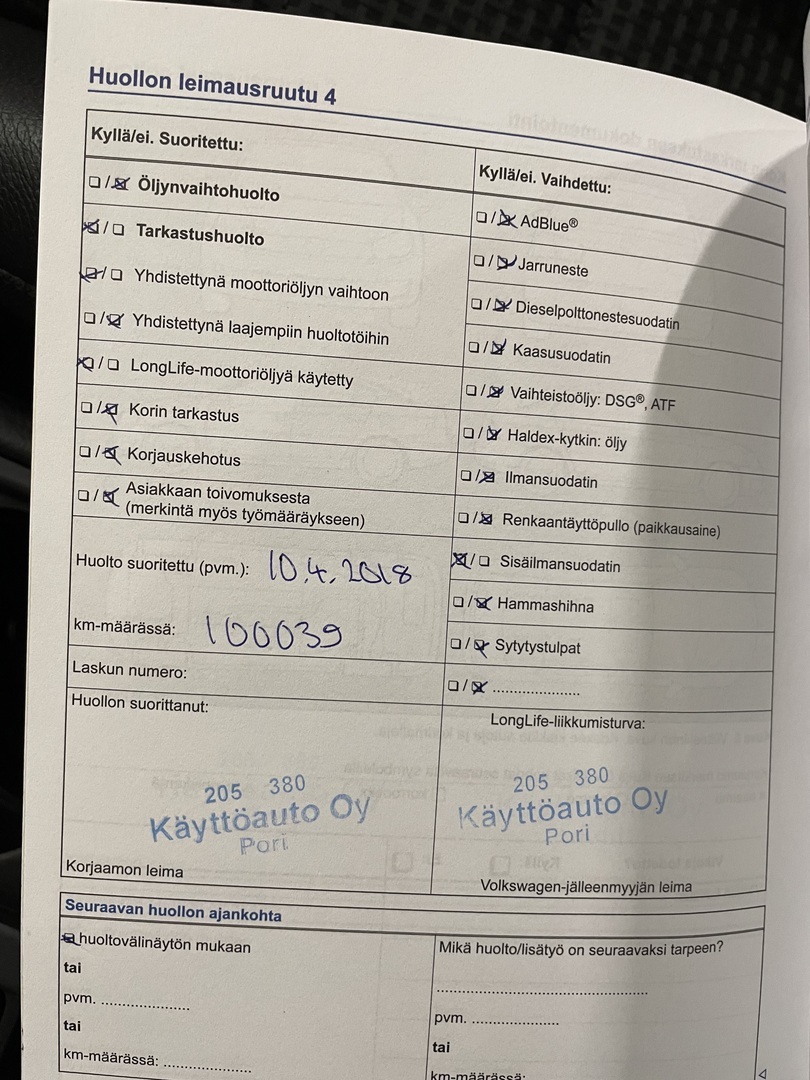 Huollon leimausruutu 4
Kyllä/ei. Suoritettu:
☐/☒ Öljynvaihtohuolto
☒/☐ Tarkastushuolto
☒/☐ Yhdistettynä moottoriöljyn vaihtoon
☐/☒ Yhdistettynä laajempiin huoltotöihin
☒/☐ LongLife-moottoriöljyä käytetty
☐/☒ Korin tarkastus
☐/☒ Korjauskehotus
☐/☒ Asiakkaan toivomuksesta
(merkintä myös työmääräykseen)
Huolto suoritettu (pvm.): 10.4.2018
km-määrässä: 100039
Laskun numero:
Huollon suorittanut:
205 380
Käyttöauto Oy
Pori
Korjaamon leima
Kyllä/ei. Vaihdettu:
☐/☒ AdBlue®
☐/☒ Jarruneste
☐/☒ Dieselpolttonestesuodatin
☐/☒ Kaasusuodatin
☐/☒ Vaihteistoöljy: DSG®, ATF
☐/☒ Haldex-kytkin: öljy
☐/☒ Ilmansuodatin
☐/☒ Renkaantäyttöpullo (paikkausaine)
☒/☐ Sisäilmansuodatin
☐/☒ Hammashihna
☐/☒ Sytytystulpat
☐/☒ ......................
LongLife-liikkumisturva:
205 380
Käyttöauto Oy
Pori
Volkswagen-jälleenmyyjän leima
Seuraavan huollon ajankohta
☒ huoltovälinäytön mukaan
tai
pvm. ......................
tai
km-määrässä: ......................
Mikä huolto/lisätyö on seuraavaksi tarpeen?
......................................................
pvm. ......................
tai
km-määrässä: